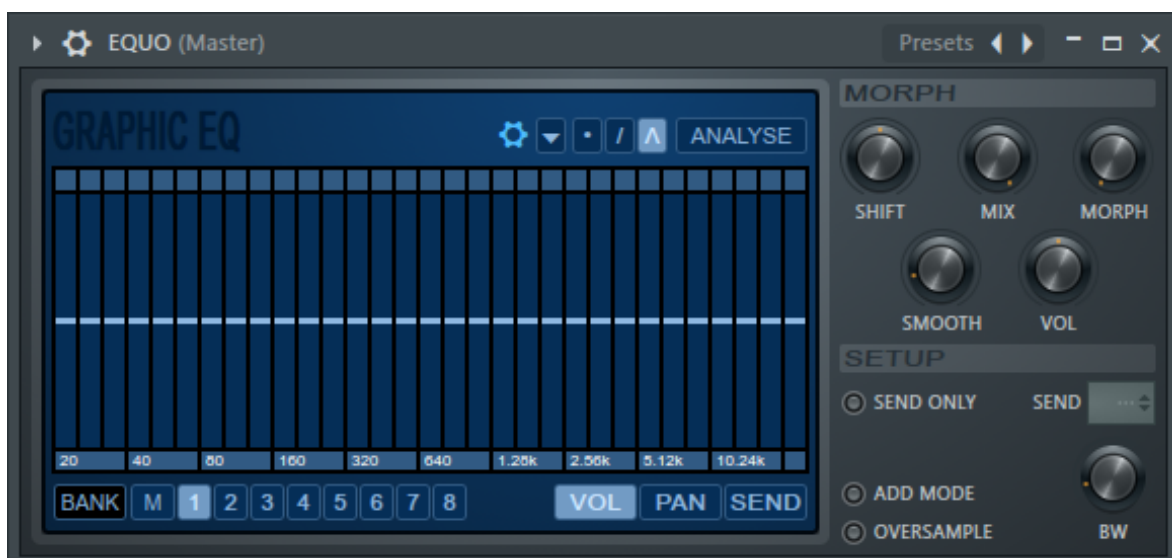 EQUO (Master) Presets
GRAPHIC EQ ANALYSE
MORPH
SHIFT MIX MORPH
SMOOTH VOL
SETUP
SEND ONLY SEND ...
20 40 80 160 320 640 1.28k 2.56k 5.12k 10.24k
BANK M 1 2 3 4 5 6 7 8 VOL PAN SEND
ADD MODE
OVERSAMPLE BW